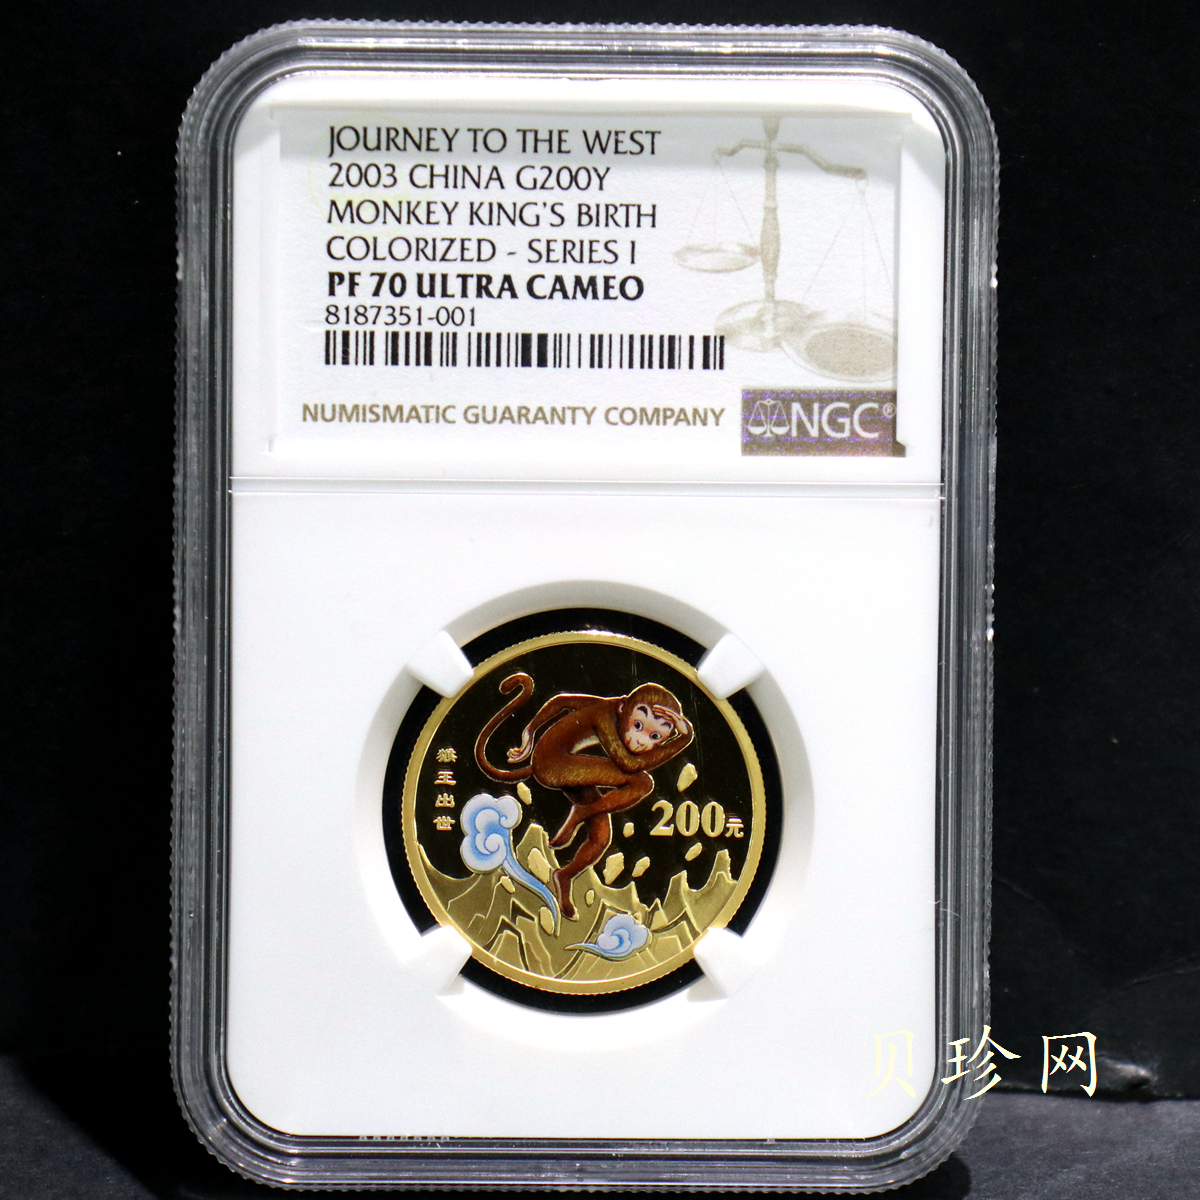 JOURNEY TO THE WEST
2003 CHINA G200Y
MONKEY KING'S BIRTH
COLORIZED - SERIES I
PF 70 ULTRA CAMEO
8187351-001
NUMISMATIC GUARANTY COMPANY
NGC®
猴王出世
200元
贝珍网